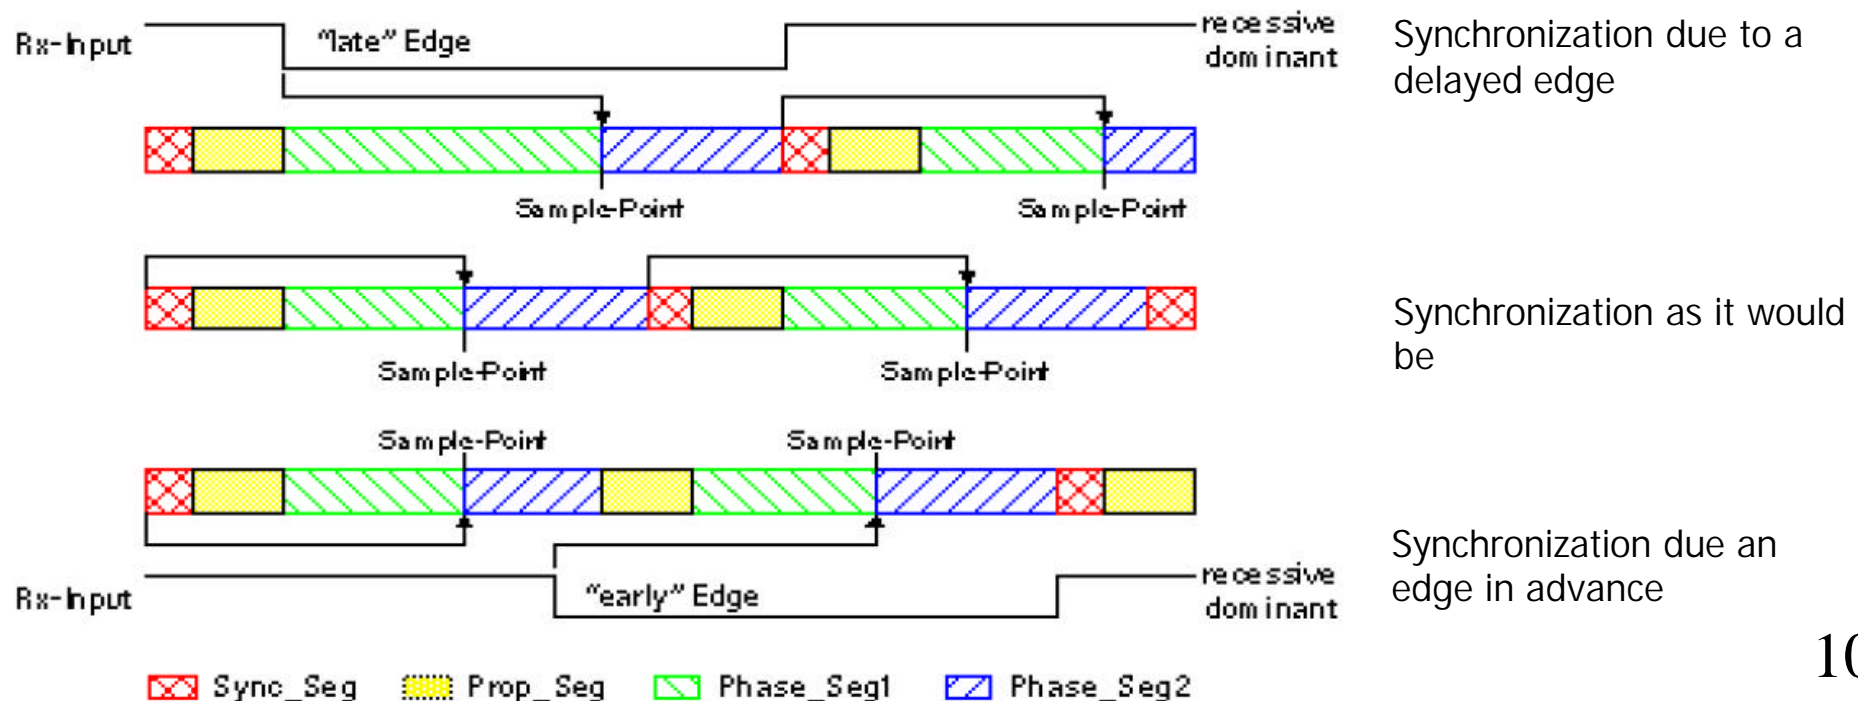 Rx-Input
"late" Edge
recessive
dominant
Synchronization due to a
delayed edge
Sample-Point
Sample-Point
Synchronization as it would
be
Sample-Point
Sample-Point
Sample-Point
Sample-Point
Synchronization due an
edge in advance
Rx-Input
"early" Edge
recessive
dominant
10
Sync_Seg
Prop_Seg
Phase_Seg1
Phase_Seg2